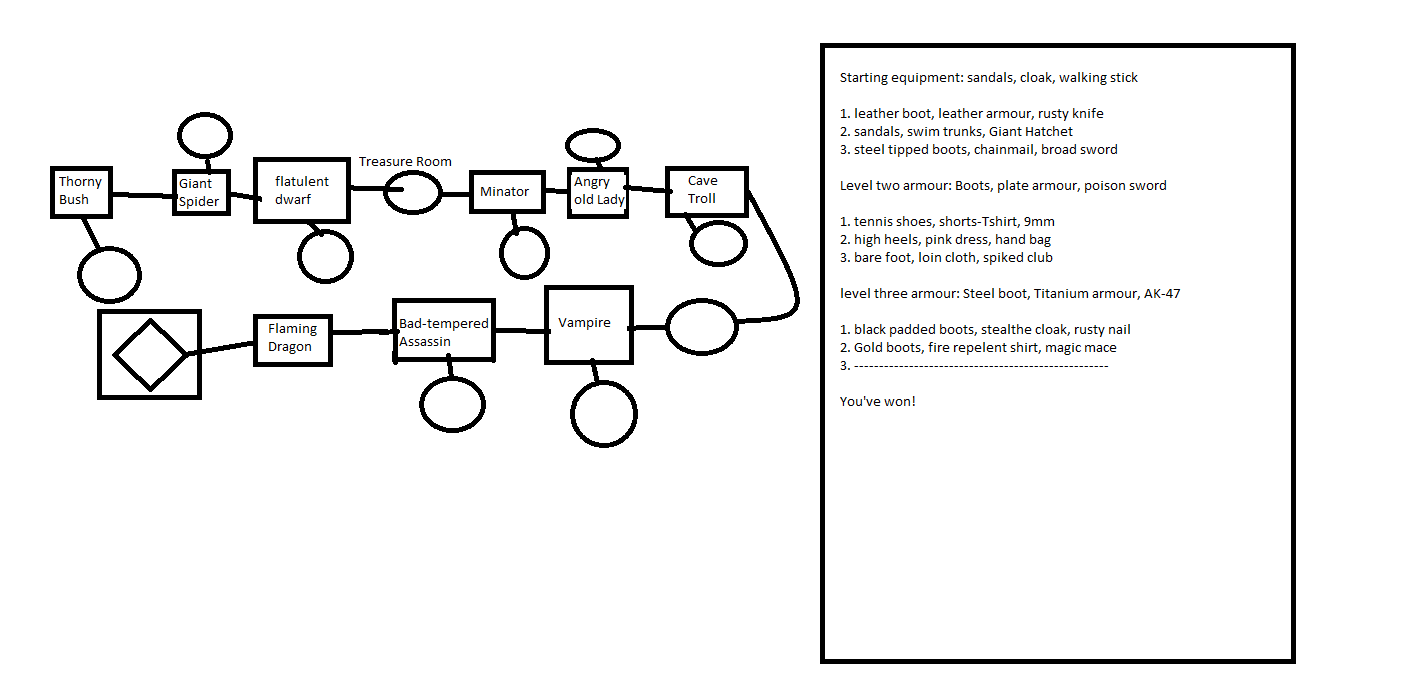 Treasure Room
Thorny
Bush
Giant
Spider
flatulent
dwarf
Minator
Angry
old Lady
Cave
Troll
Flaming
Dragon
Bad-tempered
Assassin
Vampire
Starting equipment: sandals, cloak, walking stick
1. leather boot, leather armour, rusty knife
2. sandals, swim trunks, Giant Hatchet
3. steel tipped boots, chainmail, broad sword
Level two armour: Boots, plate armour, poison sword
1. tennis shoes, shorts-Tshirt, 9mm
2. high heels, pink dress, hand bag
3. bare foot, loin cloth, spiked club
level three armour: Steel boot, Titanium armour, AK-47
1. black padded boots, stealthe cloak, rusty nail
2. Gold boots, fire repelent shirt, magic mace
3. ---------------------------------------------------
You've won!